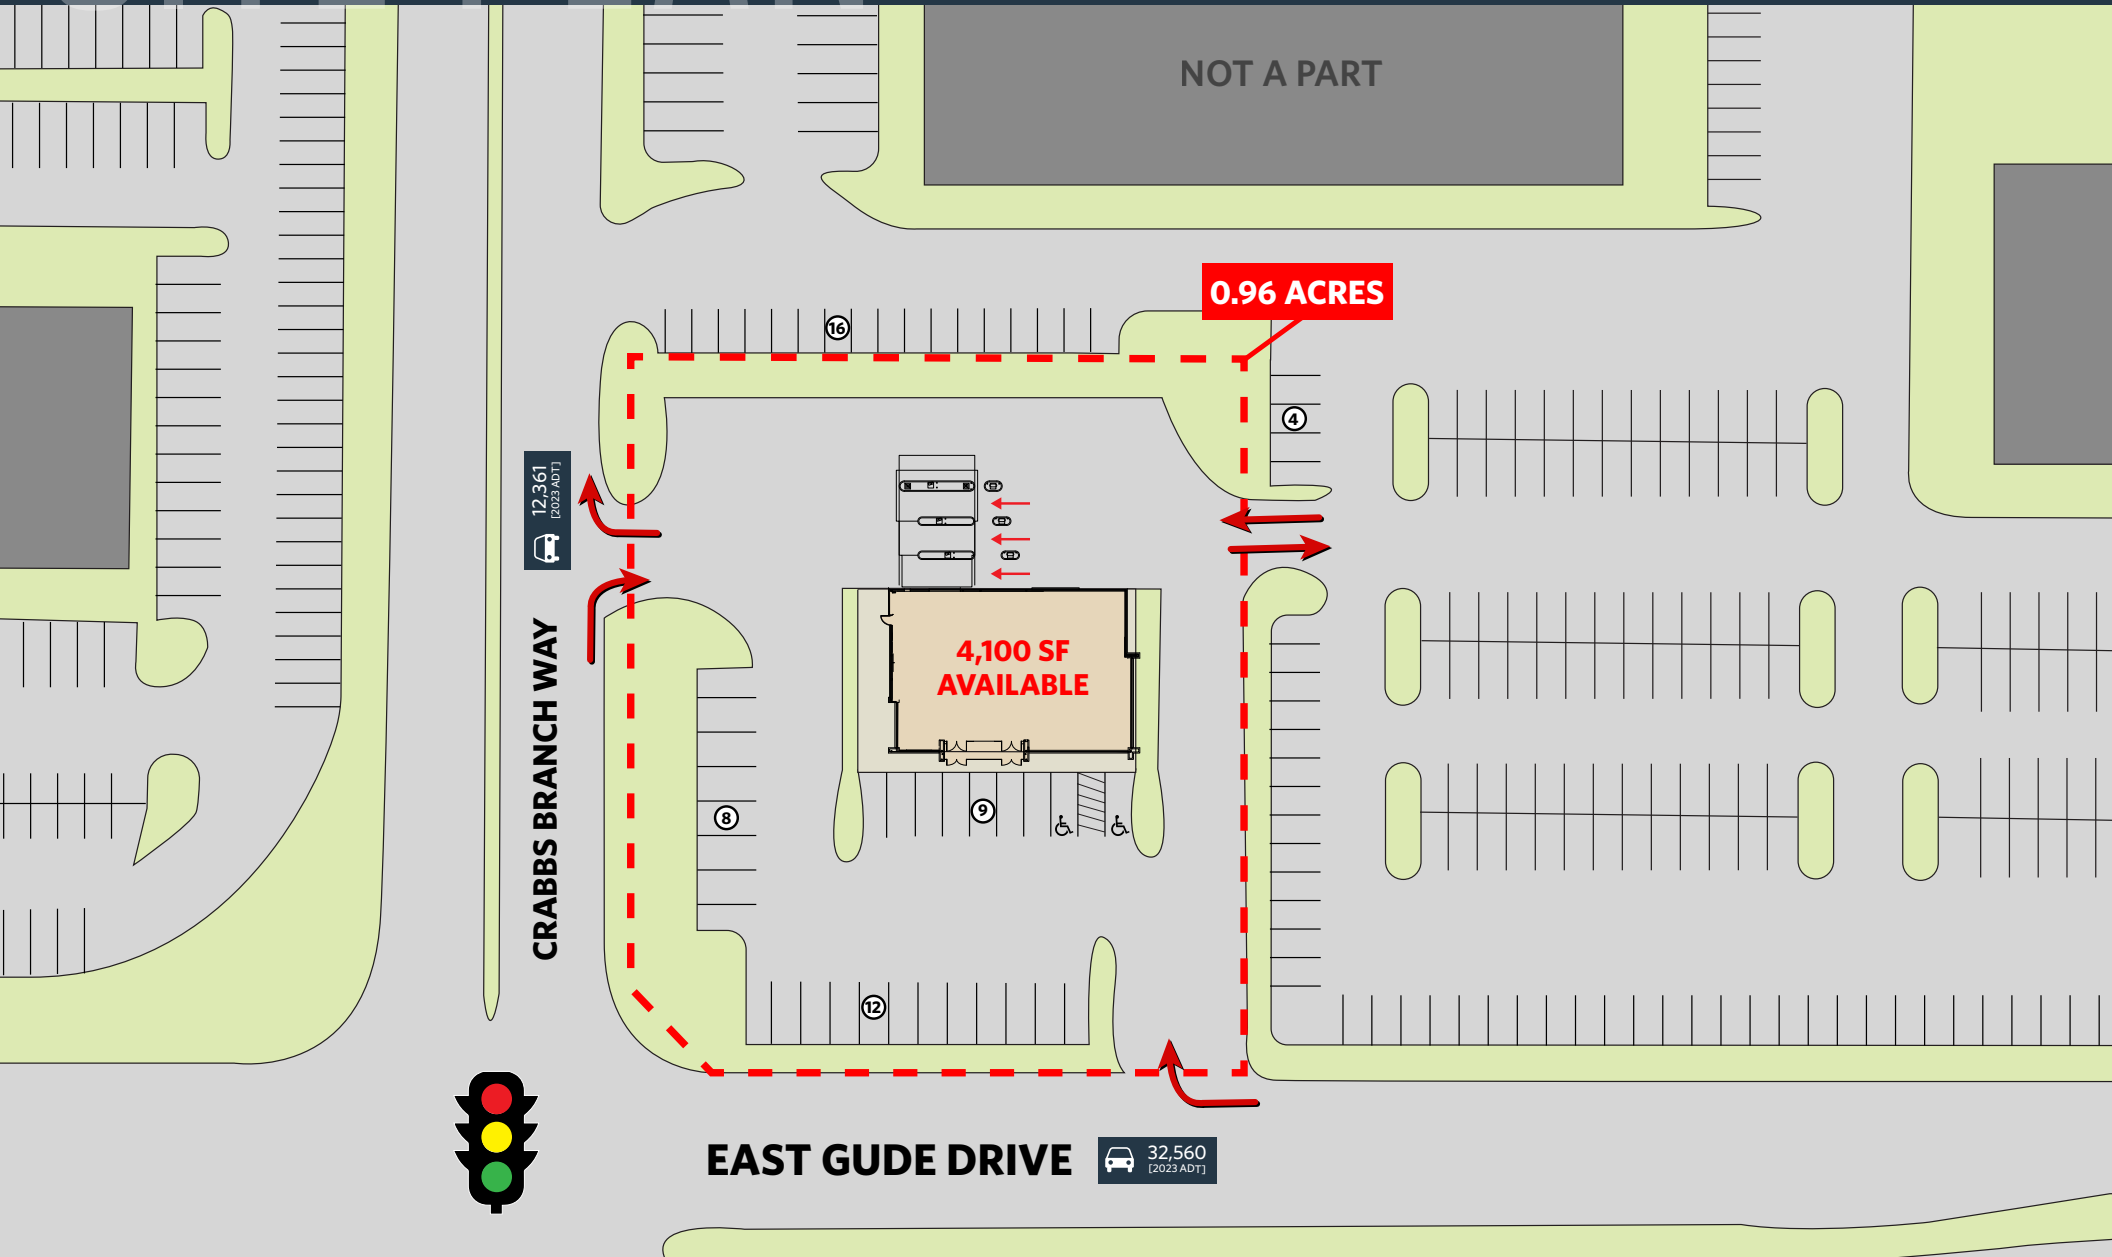 NOT A PART
0.96 ACRES
16
4
12,361
[2023 ADT]
CRABBS BRANCH WAY
4,100 SF
AVAILABLE
8
9
12
EAST GUDE DRIVE
32,560
[2023 ADT]